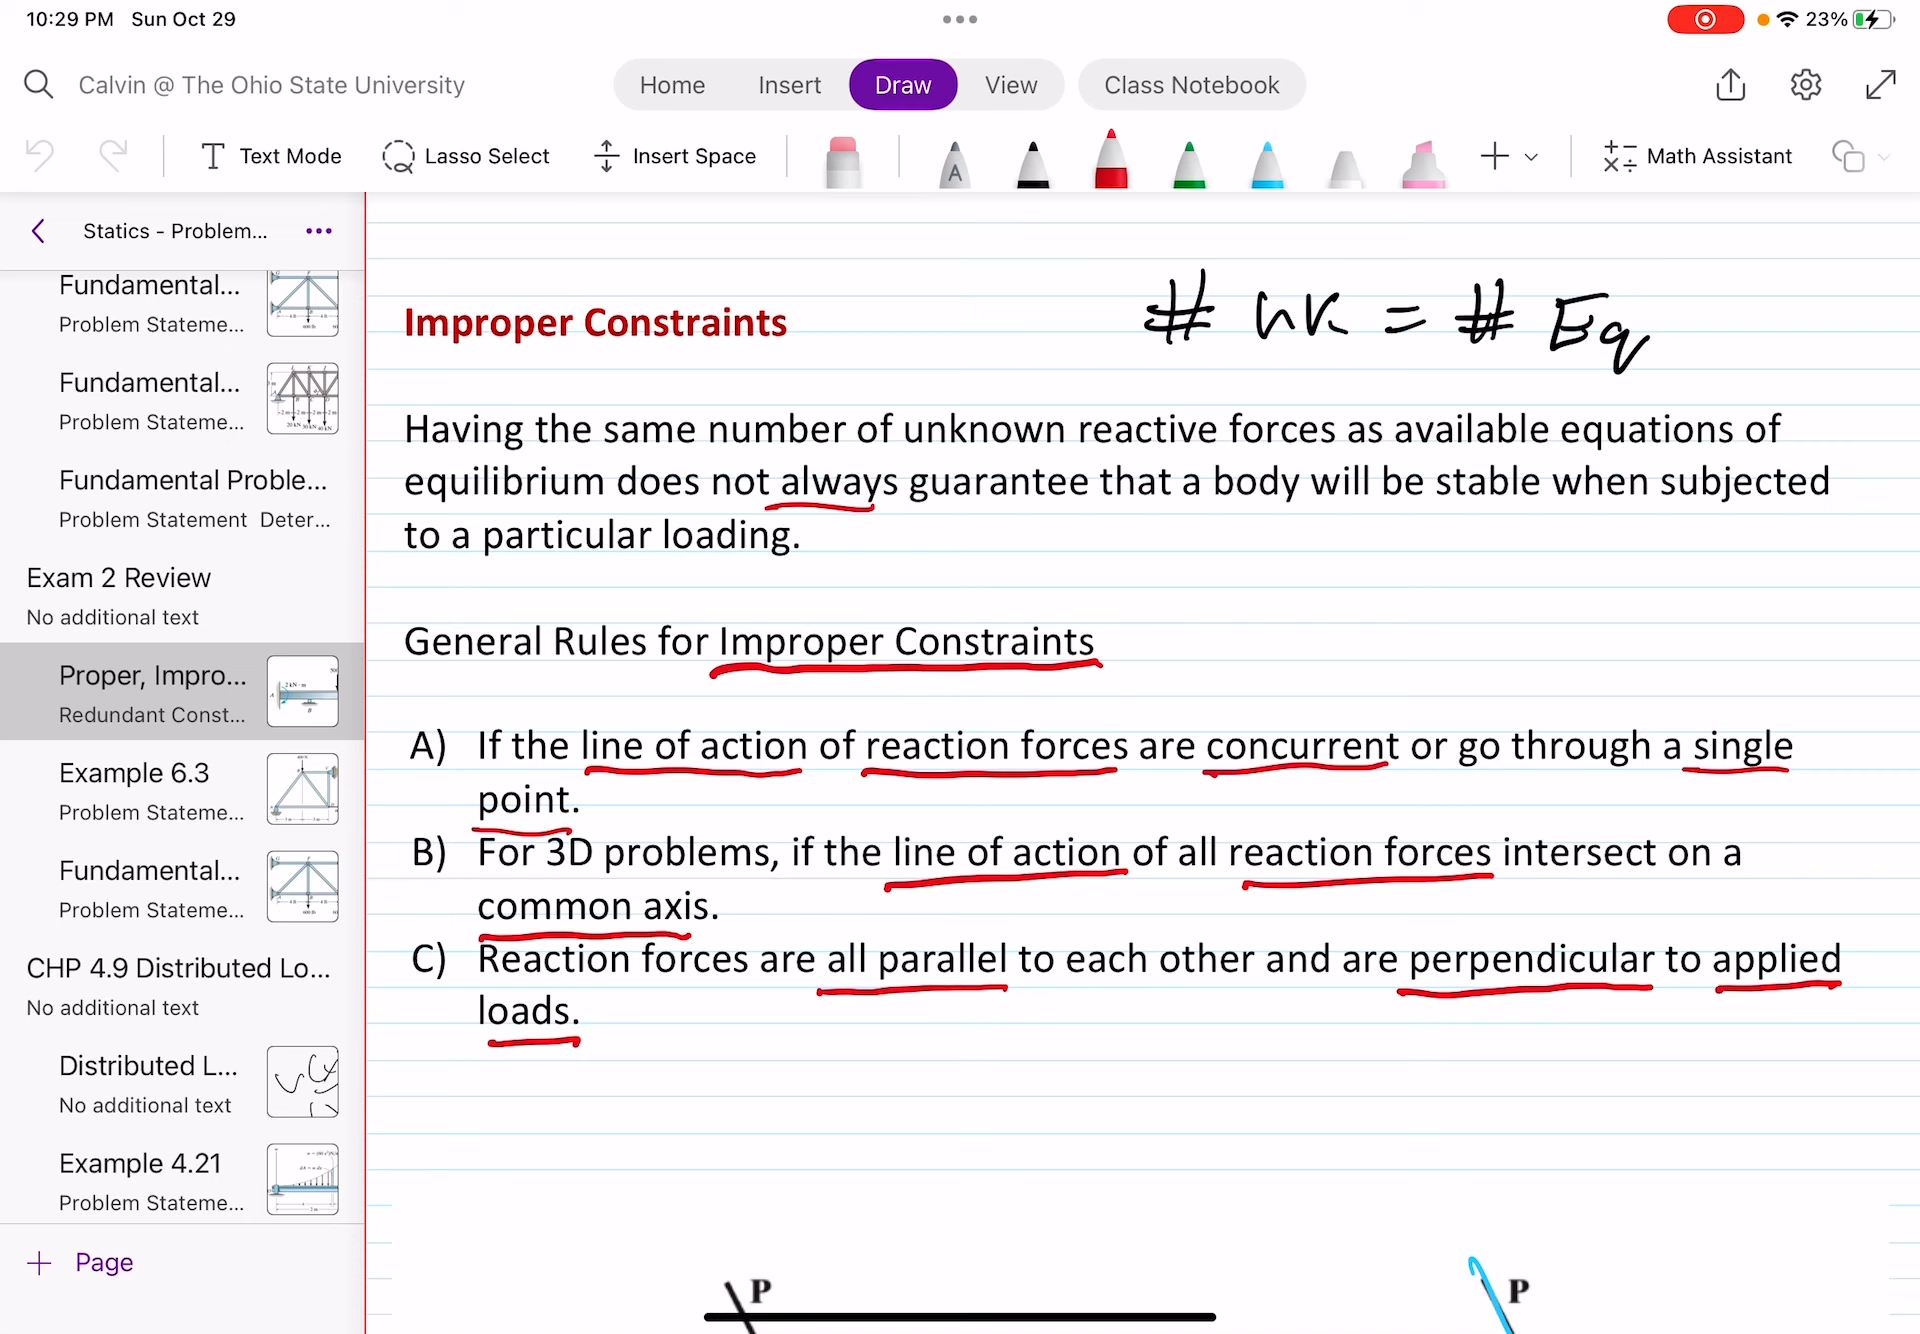 10:29 PM Sun Oct 29
23%
Calvin @ The Ohio State University
Home Insert Draw View Class Notebook
Text Mode Lasso Select Insert Space A Math Assistant
Statics - Problem...
Fundamental...
Problem Stateme...
Fundamental...
Problem Stateme...
Fundamental Proble...
Problem Statement Deter...
Exam 2 Review
No additional text
Proper, Impro...
Redundant Const...
Example 6.3
Problem Stateme...
Fundamental...
Problem Stateme...
CHP 4.9 Distributed Lo...
No additional text
Distributed L...
No additional text
Example 4.21
Problem Stateme...
Page
Improper Constraints
# = # Eq
Having the same number of unknown reactive forces as available equations of
equilibrium does not always guarantee that a body will be stable when subjected
to a particular loading.
General Rules for Improper Constraints
A) If the line of action of reaction forces are concurrent or go through a single
point.
B) For 3D problems, if the line of action of all reaction forces intersect on a
common axis.
C) Reaction forces are all parallel to each other and are perpendicular to applied
loads.
P P